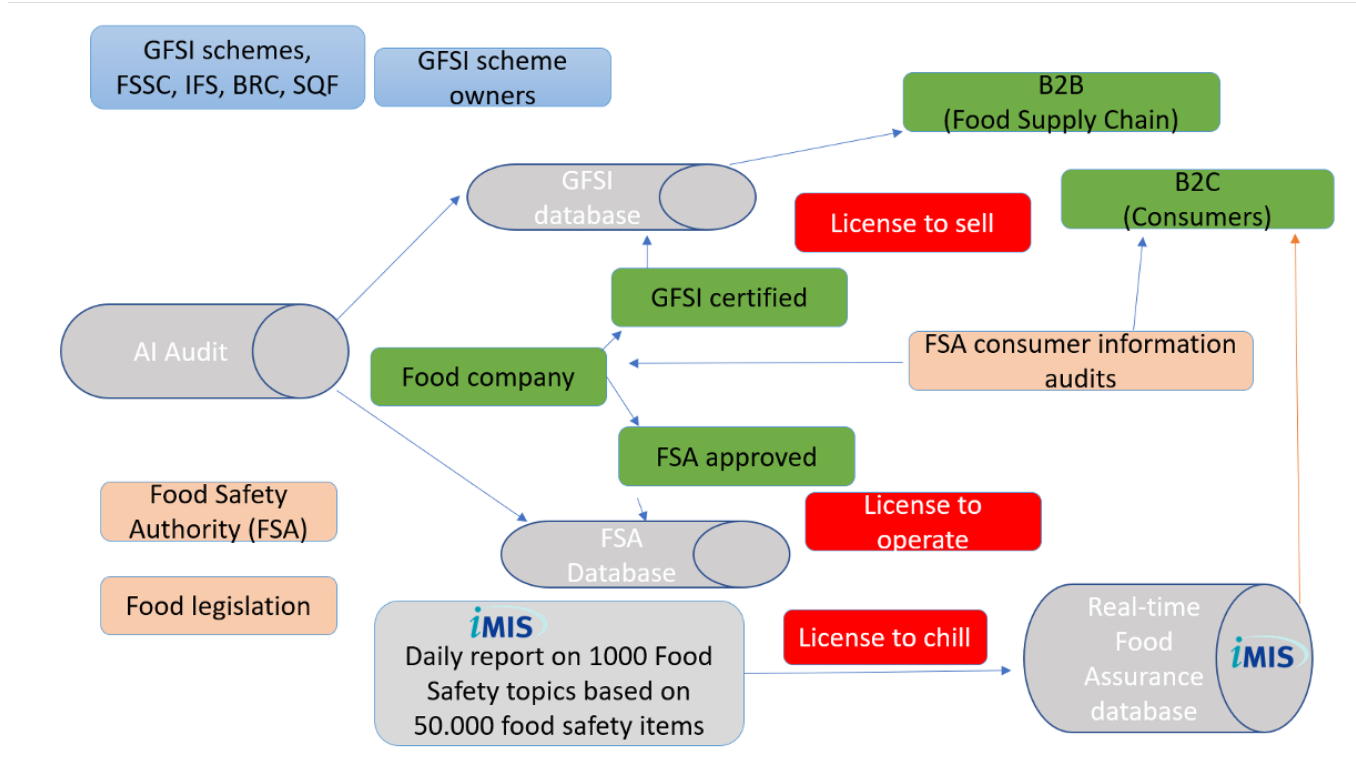 GFSI schemes,
FSSC, IFS, BRC, SQF
GFSI scheme
owners
B2B
(Food Supply Chain)
GFSI
database
B2C
(Consumers)
License to sell
GFSI certified
AI Audit
FSA consumer information
audits
Food company
FSA approved
Food Safety
Authority (FSA)
License to
operate
FSA
Database
Food legislation
iMIS
Daily report on 1000 Food
Safety topics based on
50.000 food safety items
License to chill
Real-time
Food
Assurance
database
iMIS